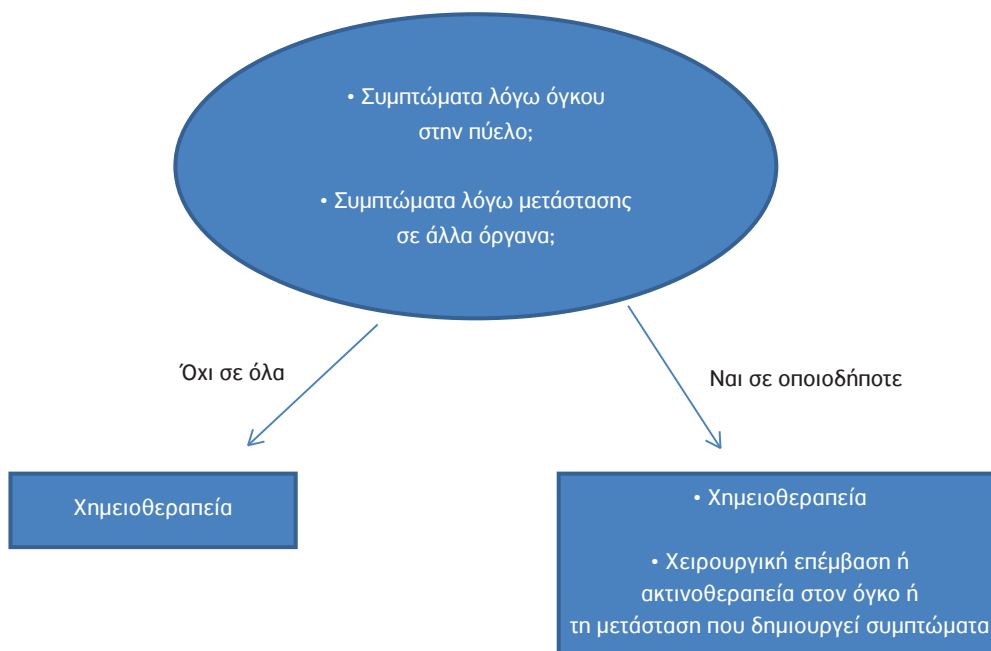 • Συμπτώματα λόγω όγκου
στην πύελο;
• Συμπτώματα λόγω μετάστασης
σε άλλα όργανα;
Όχι σε όλα
Ναι σε οποιοδήποτε
Χημειοθεραπεία
• Χημειοθεραπεία
• Χειρουργική επέμβαση ή
ακτινοθεραπεία στον όγκο ή
τη μετάσταση που δημιουργεί συμπτώματα